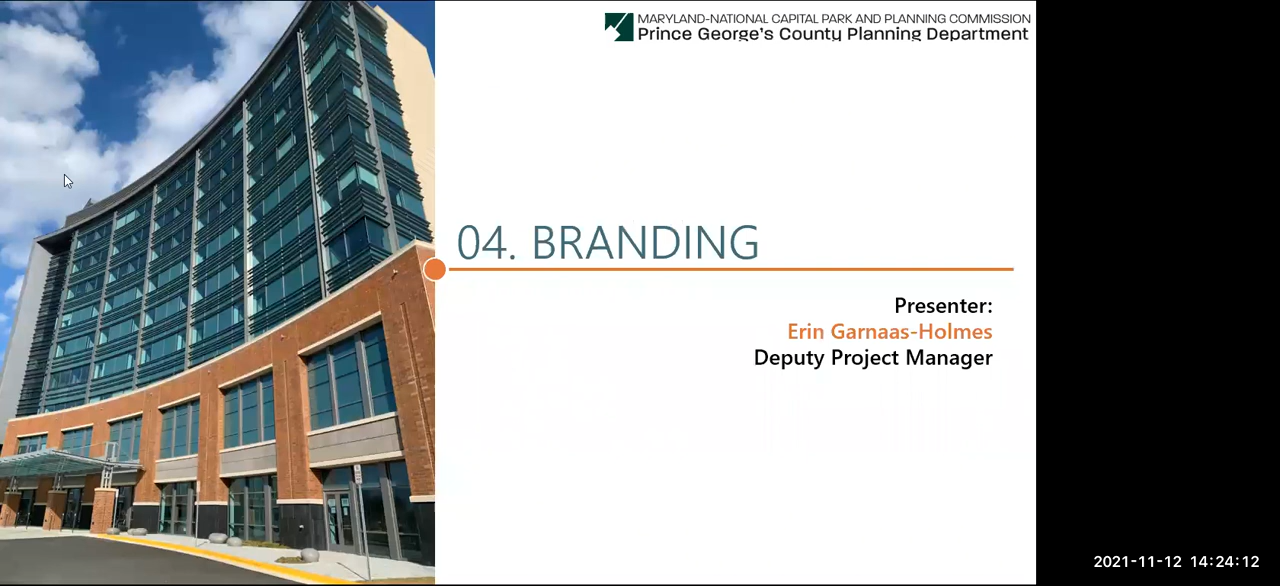 MARYLAND-NATIONAL CAPITAL PARK AND PLANNING COMMISSION
Prince George's County Planning Department
04. BRANDING
Presenter:
Erin Garnaas-Holmes
Deputy Project Manager
2021-11-12 14:24:12